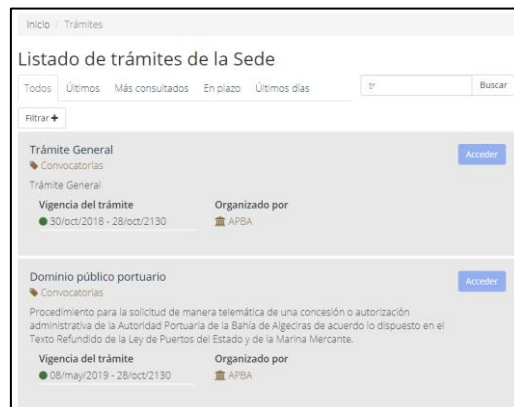 Inicio / Trámites
Listado de trámites de la Sede
Todos Últimos Más consultados En plazo Últimos días tr Buscar
Filtrar +
Trámite General Acceder
Convocatorias
Trámite General
Vigencia del trámite Organizado por
30/oct/2018 - 28/oct/2130 APBA
Dominio público portuario Acceder
Convocatorias
Procedimiento para la solicitud de manera telemática de una concesión o autorización
administrativa de la Autoridad Portuaria de la Bahía de Algeciras de acuerdo lo dispuesto en el
Texto Refundido de la Ley de Puertos del Estado y de la Marina Mercante.
Vigencia del trámite Organizado por
08/may/2019 - 28/oct/2130 APBA